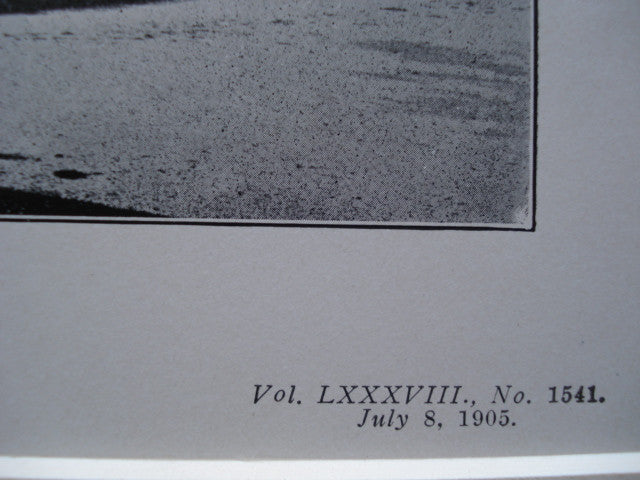 Vol. LXXXVIII., No. 1541.
July 8, 1905.